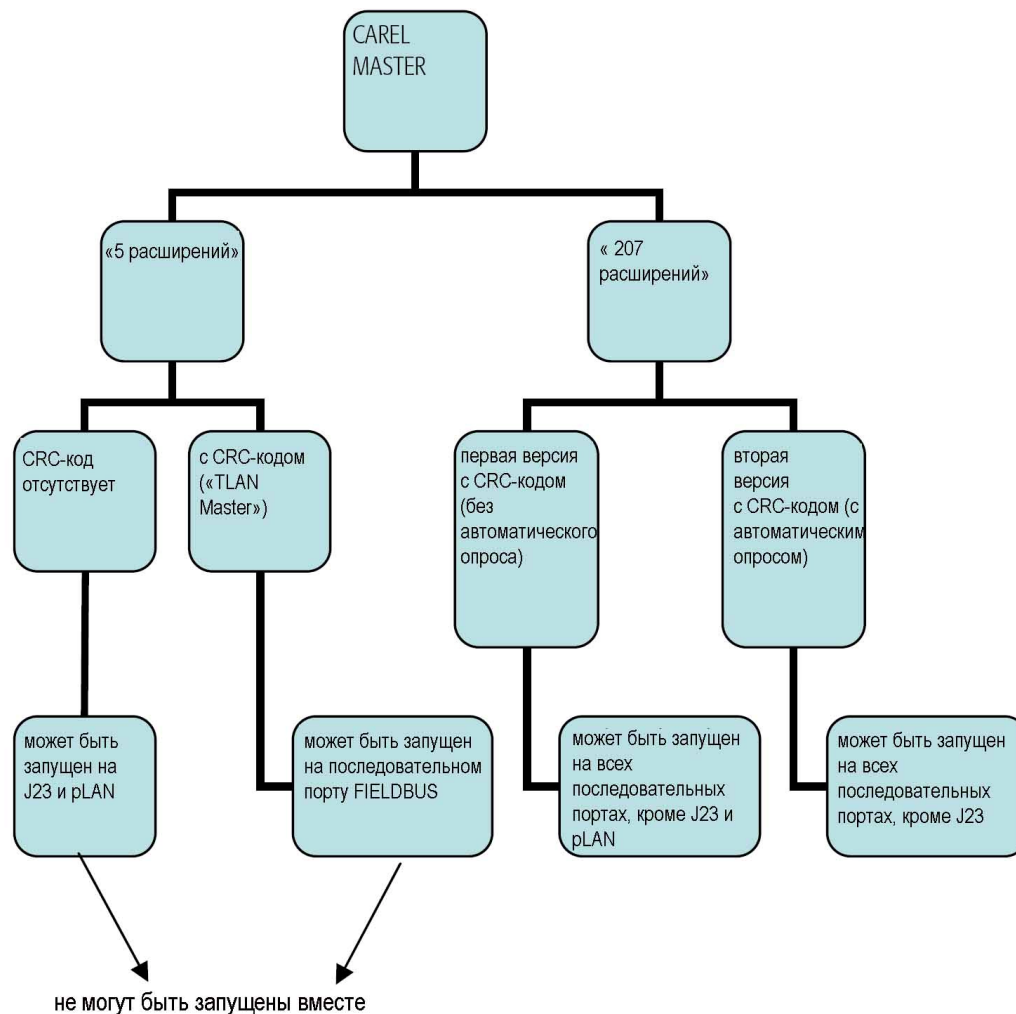 CAREL
MASTER
«5 расширений»
« 207
расширений»
CRC-код
отсутствует
с CRC-кодом
(«TLAN
Master»)
первая версия
с CRC-кодом
(без
автоматического
опроса)
вторая
версия
с CRC-кодом (с
автоматическим
опросом)
может быть
запущен на
J23 и pLAN
может быть запущен
на последовательном
порту FIELDBUS
может быть запущен
на всех
последовательных
портах, кроме J23 и
pLAN
может быть запущен
на всех
последовательных
портах, кроме J23
не могут быть запущены вместе